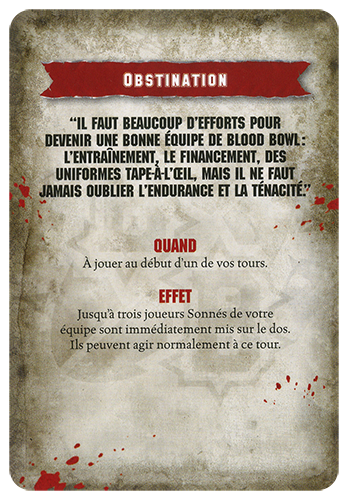 OBSTINATION
“IL FAUT BEAUCOUP D’EFFORTS POUR
DEVENIR UNE BONNE ÉQUIPE DE BLOOD BOWL :
L’ENTRAÎNEMENT, LE FINANCEMENT, DES
UNIFORMES TAPE-À-L’ŒIL, MAIS IL NE FAUT
JAMAIS OUBLIER L’ENDURANCE ET LA TÉNACITÉ.”
QUAND
À jouer au début d’un de vos tours.
EFFET
Jusqu’à trois joueurs Sonnés de votre
équipe sont immédiatement mis sur le dos.
Ils peuvent agir normalement à ce tour.